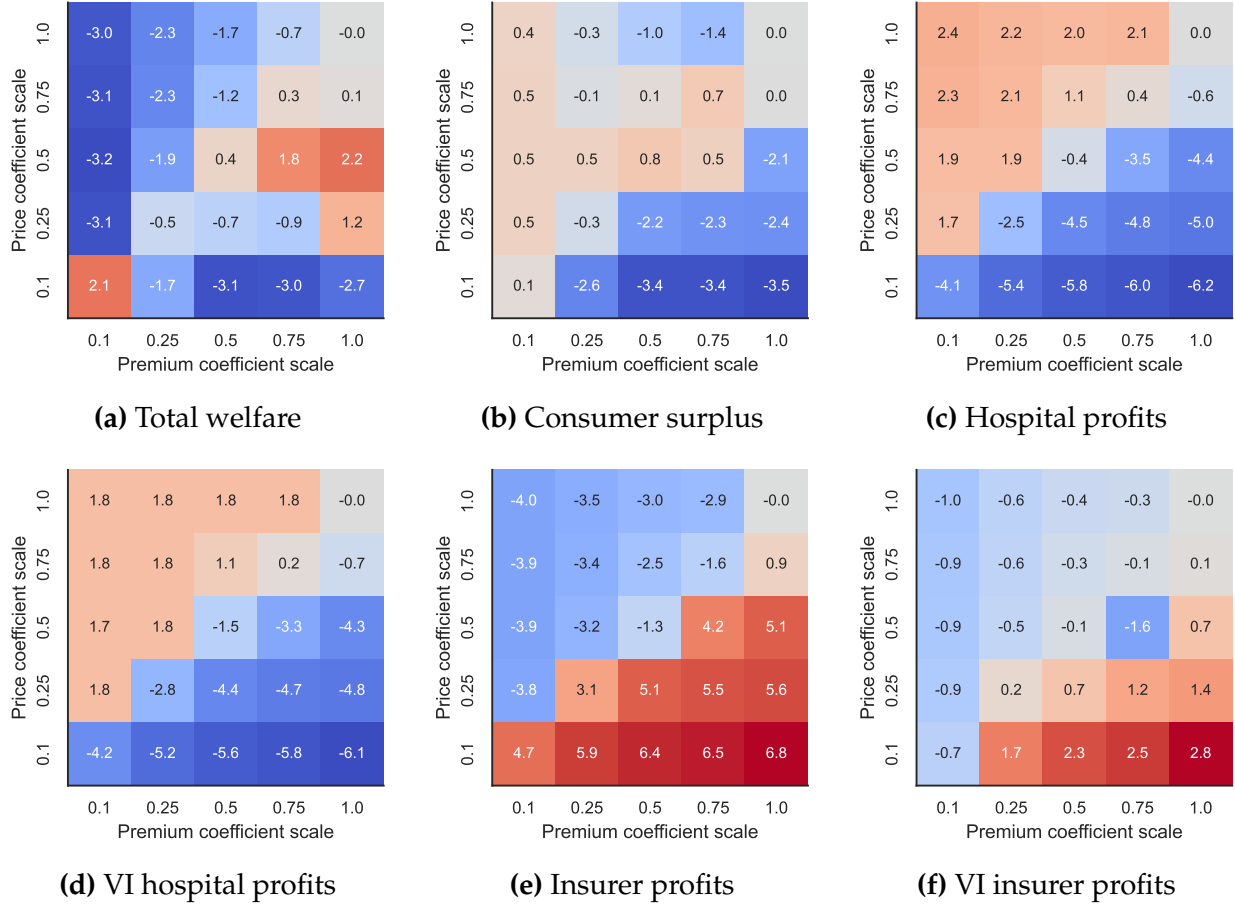 Price coefficient scale
1.0 -3.0 -2.3 -1.7 -0.7 -0.0
0.75 -3.1 -2.3 -1.2 0.3 0.1
0.5 -3.2 -1.9 0.4 1.8 2.2
0.25 -3.1 -0.5 -0.7 -0.9 1.2
0.1 2.1 -1.7 -3.1 -3.0 -2.7
0.1 0.25 0.5 0.75 1.0
Premium coefficient scale
(a) Total welfare
Price coefficient scale
1.0 0.4 -0.3 -1.0 -1.4 0.0
0.75 0.5 -0.1 0.1 0.7 0.0
0.5 0.5 0.5 0.8 0.5 -2.1
0.25 0.5 -0.3 -2.2 -2.3 -2.4
0.1 0.1 -2.6 -3.4 -3.4 -3.5
0.1 0.25 0.5 0.75 1.0
Premium coefficient scale
(b) Consumer surplus
Price coefficient scale
1.0 2.4 2.2 2.0 2.1 0.0
0.75 2.3 2.1 1.1 0.4 -0.6
0.5 1.9 1.9 -0.4 -3.5 -4.4
0.25 1.7 -2.5 -4.5 -4.8 -5.0
0.1 -4.1 -5.4 -5.8 -6.0 -6.2
0.1 0.25 0.5 0.75 1.0
Premium coefficient scale
(c) Hospital profits
Price coefficient scale
1.0 1.8 1.8 1.8 1.8 -0.0
0.75 1.8 1.8 1.1 0.2 -0.7
0.5 1.7 1.8 -1.5 -3.3 -4.3
0.25 1.8 -2.8 -4.4 -4.7 -4.8
0.1 -4.2 -5.2 -5.6 -5.8 -6.1
0.1 0.25 0.5 0.75 1.0
Premium coefficient scale
(d) VI hospital profits
Price coefficient scale
1.0 -4.0 -3.5 -3.0 -2.9 -0.0
0.75 -3.9 -3.4 -2.5 -1.6 0.9
0.5 -3.9 -3.2 -1.3 4.2 5.1
0.25 -3.8 3.1 5.1 5.5 5.6
0.1 4.7 5.9 6.4 6.5 6.8
0.1 0.25 0.5 0.75 1.0
Premium coefficient scale
(e) Insurer profits
Price coefficient scale
1.0 -1.0 -0.6 -0.4 -0.3 -0.0
0.75 -0.9 -0.6 -0.3 -0.1 0.1
0.5 -0.9 -0.5 -0.1 -1.6 0.7
0.25 -0.9 0.2 0.7 1.2 1.4
0.1 -0.7 1.7 2.3 2.5 2.8
0.1 0.25 0.5 0.75 1.0
Premium coefficient scale
(f) VI insurer profits